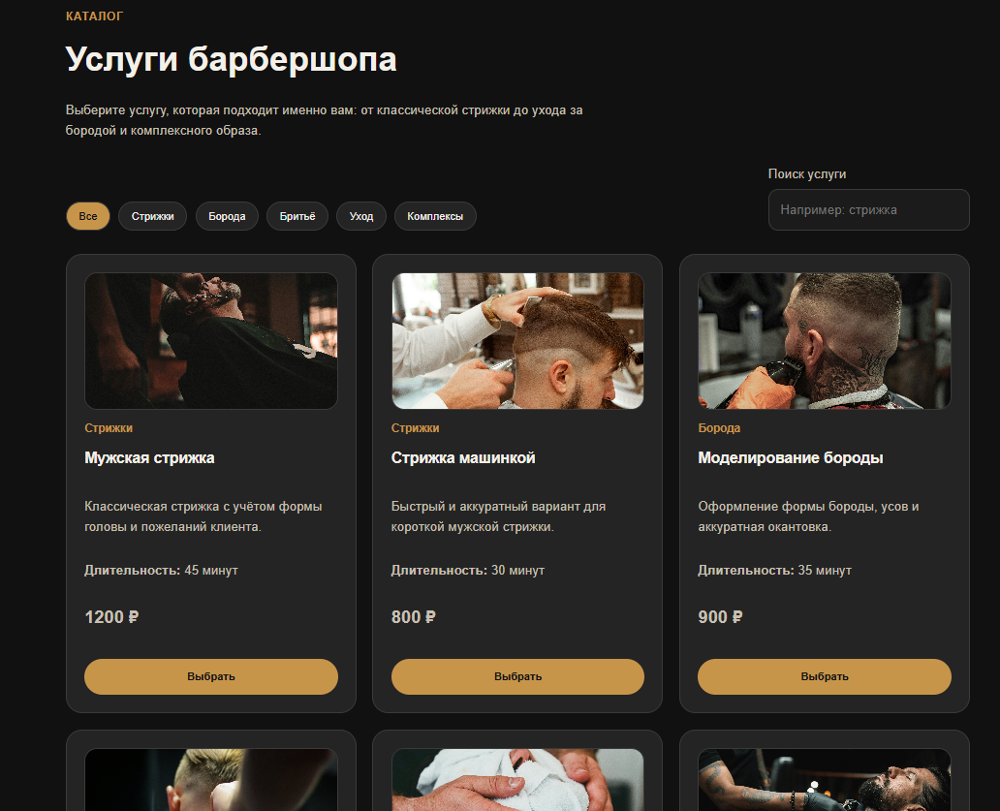 КАТАЛОГ
Услуги барбершопа
Выберите услугу, которая подходит именно вам: от классической стрижки до ухода за
бородой и комплексного образа.
Поиск услуги
Все
Стрижки
Борода
Бритьё
Уход
Комплексы
Например: стрижка
Стрижки
Мужская стрижка
Классическая стрижка с учётом формы
головы и пожеланий клиента.
Длительность: 45 минут
1200 ₽
Выбрать
Стрижки
Стрижка машинкой
Быстрый и аккуратный вариант для
короткой мужской стрижки.
Длительность: 30 минут
800 ₽
Выбрать
Борода
Моделирование бороды
Оформление формы бороды, усов и
аккуратная окантовка.
Длительность: 35 минут
900 ₽
Выбрать